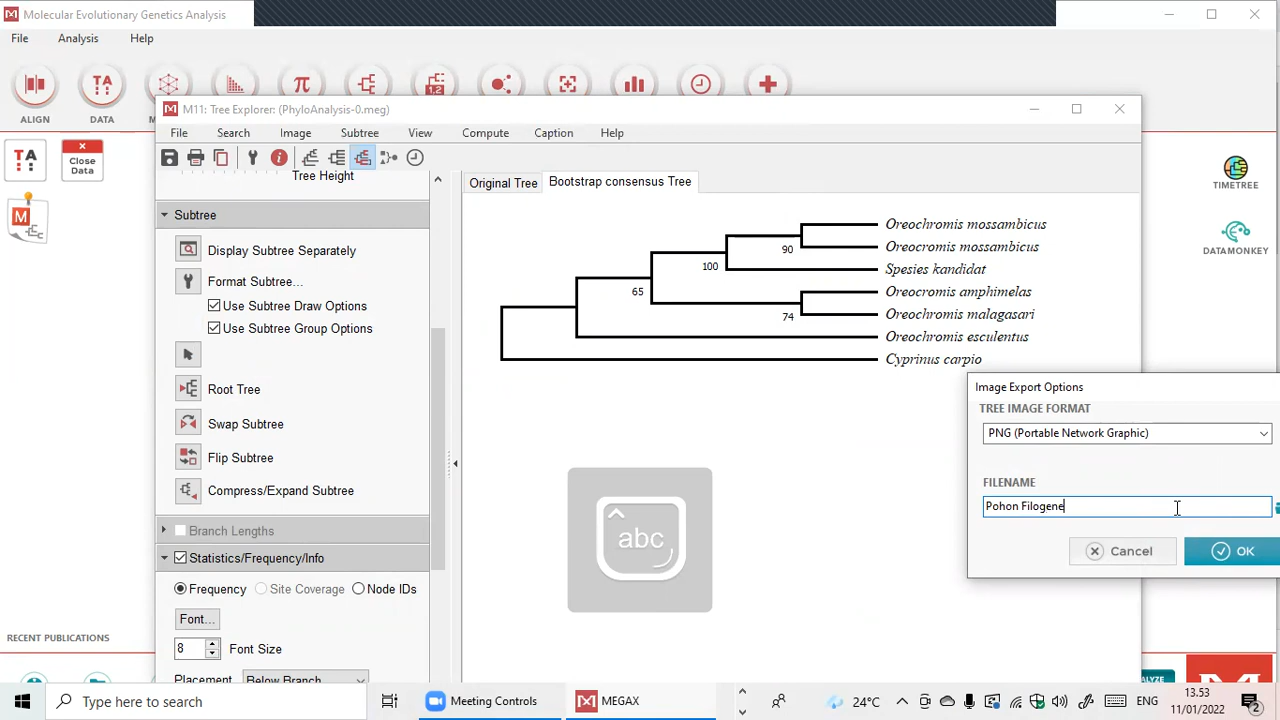 Molecular Evolutionary Genetics Analysis
File Analysis Help
ALIGN DATA
TA
Close
Data
M11: Tree Explorer: (PhyloAnalysis-0.meg)
File Search Image Subtree View Compute Caption Help
Tree Height
Original Tree Bootstrap consensus Tree
Subtree
Display Subtree Separately
Format Subtree...
Use Subtree Draw Options
Use Subtree Group Options
Root Tree
Swap Subtree
Flip Subtree
Compress/Expand Subtree
Branch Lengths
Statistics/Frequency/Info
Frequency Site Coverage Node IDs
Font...
8 Font Size
Placement Below Branch
Oreochromis mossambicus
90
Oreocromis mossambicus
100
Spesies kandidat
65
Oreocromis amphimelas
74
Oreochromis malagasari
Oreochromis esculentus
Cyprinus carpio
abc
Image Export Options
TREE IMAGE FORMAT
PNG (Portable Network Graphic)
FILENAME
Pohon Filogene
Cancel OK
TIMETREE
DATAMONKEY
RECENT PUBLICATIONS
Type here to search
Meeting Controls
MEGAX
24°C
ENG
13.53
11/01/2022
2